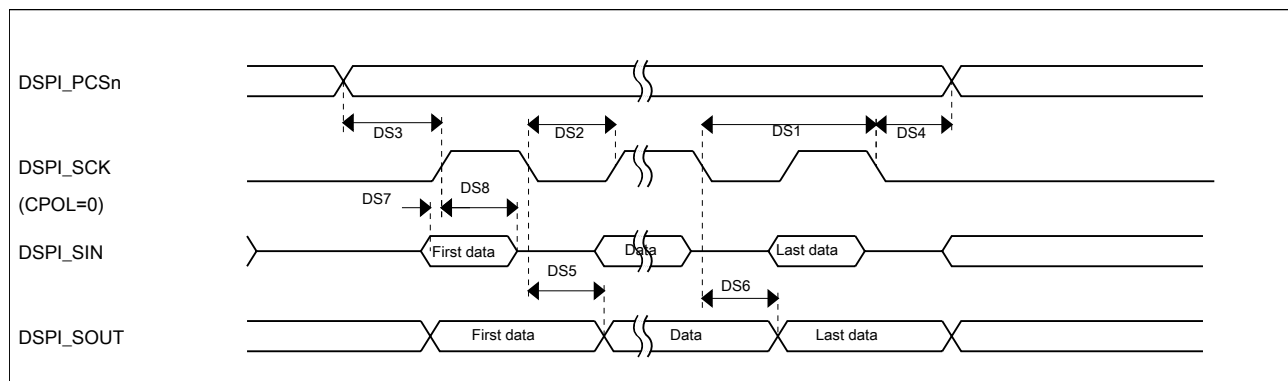 DSPI_PCSn
DS3
DS2
DS1
DS4
DSPI_SCK
(CPOL=0)
DS7
DS8
DSPI_SIN
First data
Data
Last data
DS5
DS6
DSPI_SOUT
First data
Data
Last data